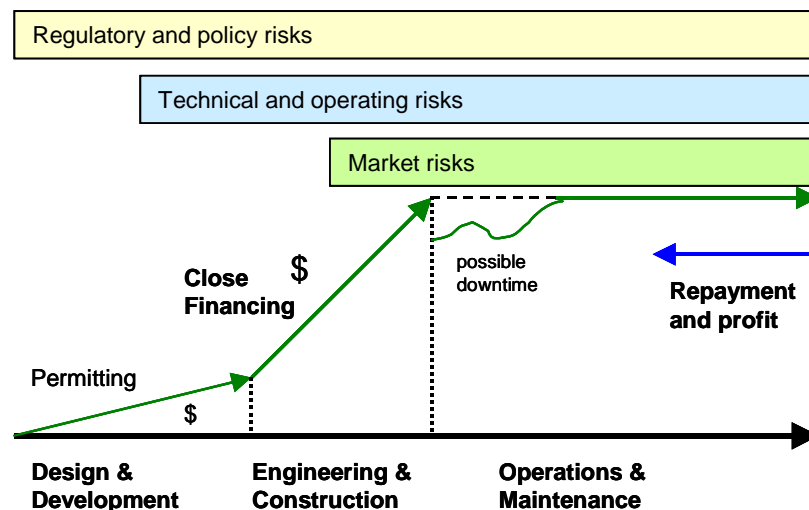 Regulatory and policy risks
Technical and operating risks
Market risks
Close
Financing
$
possible
downtime
Repayment
and profit
Permitting
$
Design &
Development
Engineering &
Construction
Operations &
Maintenance